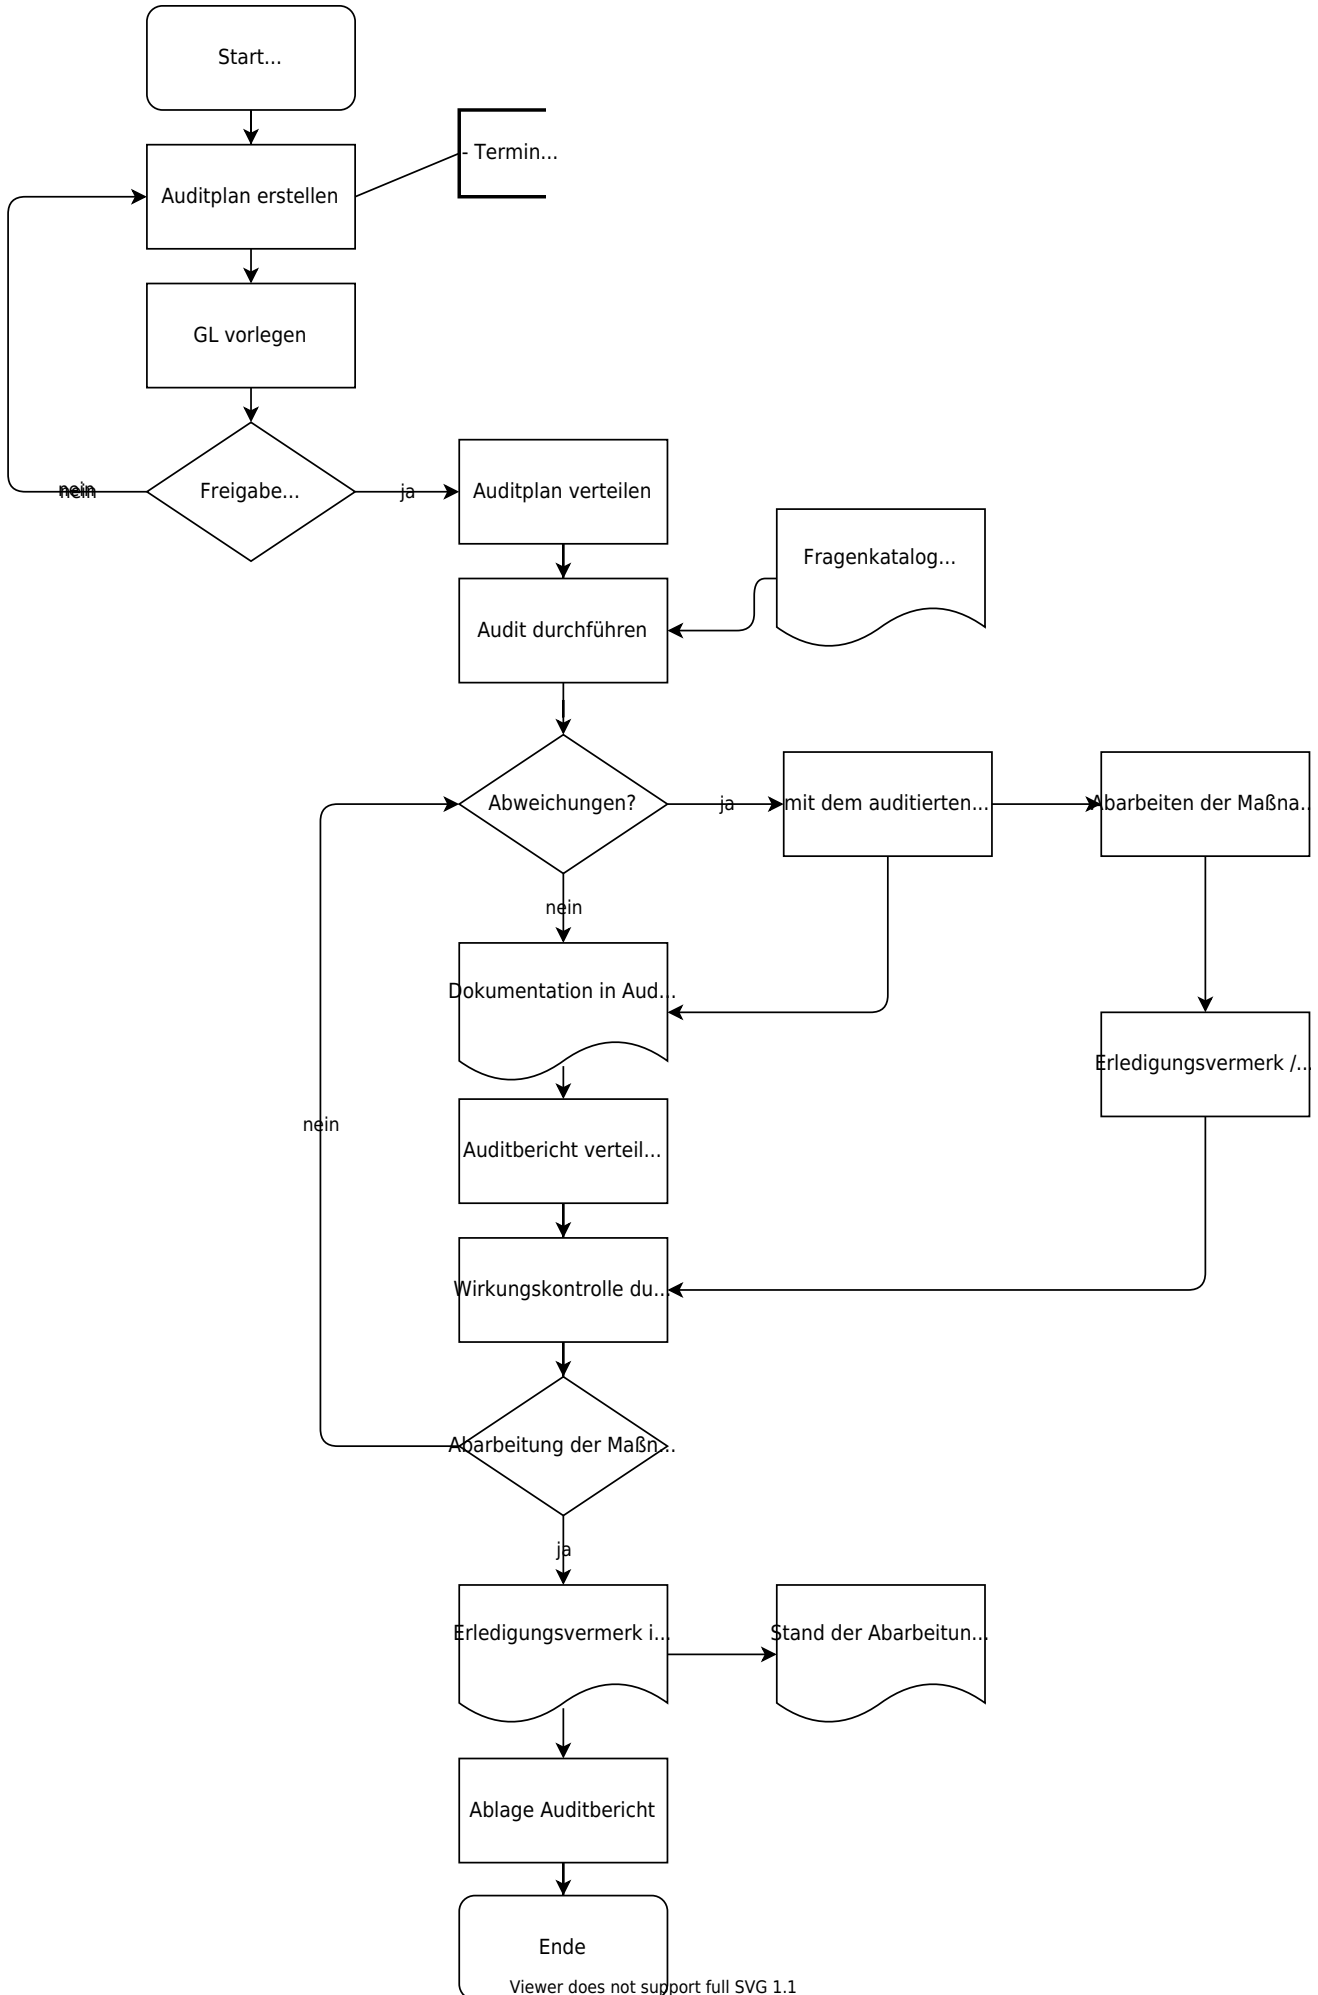 Start...
- Termin...
Auditplan erstellen
GL vorlegen
Freigabe...
nein
nein
ja
Auditplan verteilen
Fragenkatalog...
Audit durchführen
Abweichungen?
ja
mit dem auditierten...
Abarbeiten der Maßna...
nein
Dokumentation in Aud...
Erledigungsvermerk /...
nein
Auditbericht verteil...
Wirkungskontrolle du...
Abarbeitung der Maßn...
ja
Erledigungsvermerk i...
Stand der Abarbeitun...
Ablage Auditbericht
Ende
Viewer does not support full SVG 1.1